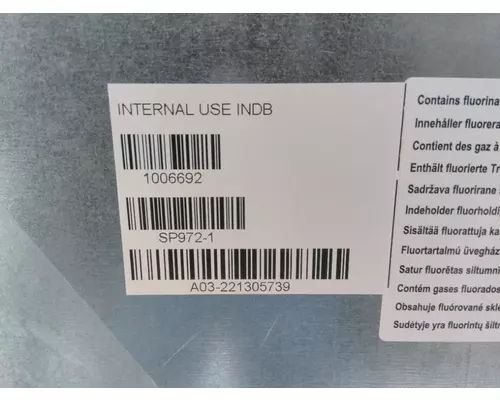 INTERNAL USE INDB
1006692
SP972-1
A03-221305739
Contains fluorina
Innehåller fluorera
Contient des gaz à
Enthält fluorierte Tr
Sadržava fluorirane
Indeholder fluorholdi
Sisältää fluorattuja ka
Fluortartalmú üvegház
Satur fluorētas siltumni
Contém gases fluorados
Obsahuje fluórované skle
Sudėtyje yra fluorintų šiltr